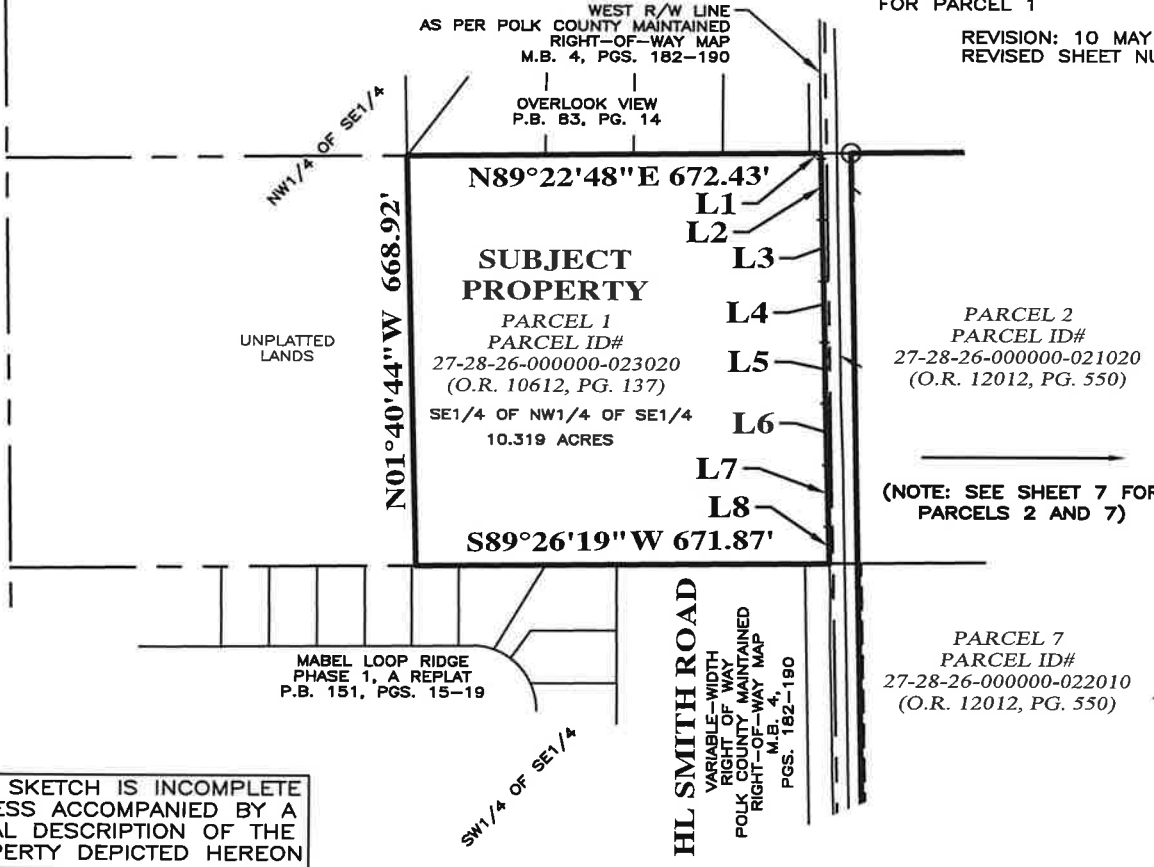 FOR PARCEL 1
REVISION: 10 MAY
REVISED SHEET
WEST R/W LINE
AS PER POLK COUNTY MAINTAINED
RIGHT-OF-WAY MAP
M.B. 4, PGS. 182-190
OVERLOOK VIEW
P.B. 83, PG. 14
NW1/4 OF SE1/4
N89°22'48"E 672.43'
L1
L2
L3
L4
L5
L6
L7
L8
N01°40'44"W 668.92'
SUBJECT
PROPERTY
PARCEL 1
PARCEL ID#
27-28-26-000000-023020
(O.R. 10612, PG. 137)
SE1/4 OF NW1/4 OF SE1/4
10.319 ACRES
UNPLATTED
LANDS
PARCEL 2
PARCEL ID#
27-28-26-000000-021020
(O.R. 12012, PG. 550)
(NOTE: SEE SHEET 7 FOR
PARCELS 2 AND 7)
S89°26'19"W 671.87'
MABEL LOOP RIDGE
PHASE 1, A REPLAT
P.B. 151, PGS. 15-19
SW1/4 OF SE1/4
HL SMITH ROAD
VARIABLE-WIDTH
RIGHT OF WAY
POLK COUNTY MAINTAINED
RIGHT-OF-WAY MAP
M.B. 4,
PGS. 182-190
PARCEL 7
PARCEL ID#
27-28-26-000000-022010
(O.R. 12012, PG. 550)
SKETCH IS INCOMPLETE
ESS ACCOMPANIED BY A
AL DESCRIPTION OF THE
PERTY DEPICTED HEREON